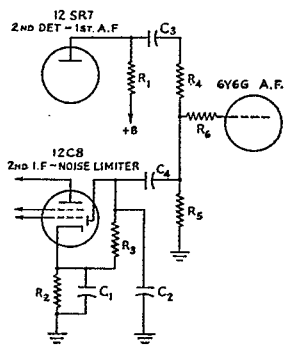 12 SR7
2ND DET – 1ST. A.F
C3
R1
+B
R4
6Y6G A.F.
R6
12C8
2ND I.F ~ NOISE LIMITER
C4
R5
R3
R2
C1
C2